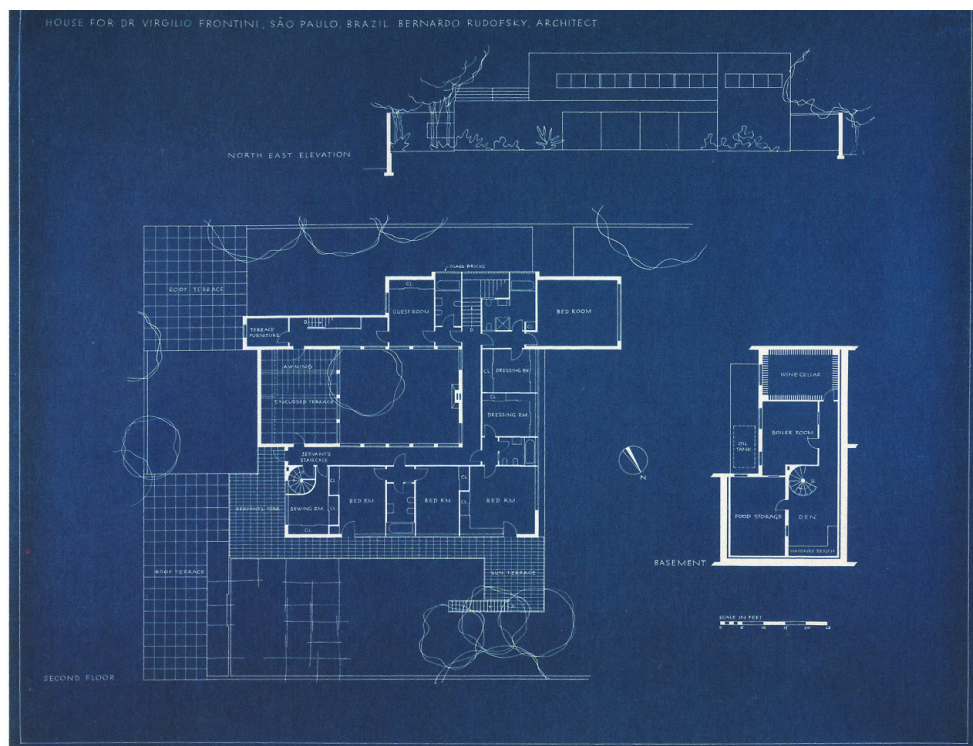 HOUSE FOR DR VIRGILIO FRONTINI, SÃO PAULO, BRAZIL. BERNARDO RUDOFSKY, ARCHITECT
NORTH EAST ELEVATION
GLASS BRICKS
CL.
ROOF TERRACE
GUEST ROOM
BED ROOM
D
TERRACE
FURNITURE
D
AWNING
CL
DRESSING RM.
WINE CELLAR
ENCLOSED TERRACE
DRESSING RM.
BOILER ROOM
OIL
TANK
SERVANT'S
STAIRCASE
N
CL
CL
BED RM.
BED RM.
BED RM
CL
CL
SEWING RM.
FOOD STORAGE
DEN
CL
BASEMENT
ROOF TERRACE
SUN TERRACE
SCALE IN FEET
SECOND FLOOR